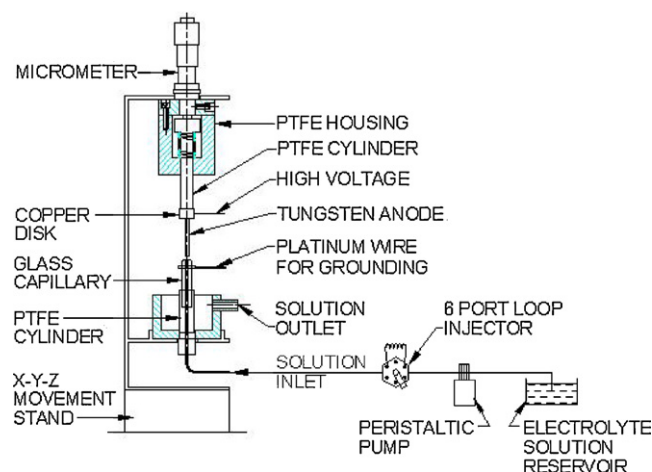 MICROMETER
PTFE HOUSING
PTFE CYLINDER
HIGH VOLTAGE
COPPER
DISK
TUNGSTEN ANODE
GLASS
CAPILLARY
PLATINUM WIRE
FOR GROUNDING
PTFE
CYLINDER
SOLUTION
OUTLET
6 PORT LOOP
INJECTOR
SOLUTION
INLET
X-Y-Z
MOVEMENT
STAND
PERISTALTIC
PUMP
ELECTROLYTE
SOLUTION
RESERVOIR